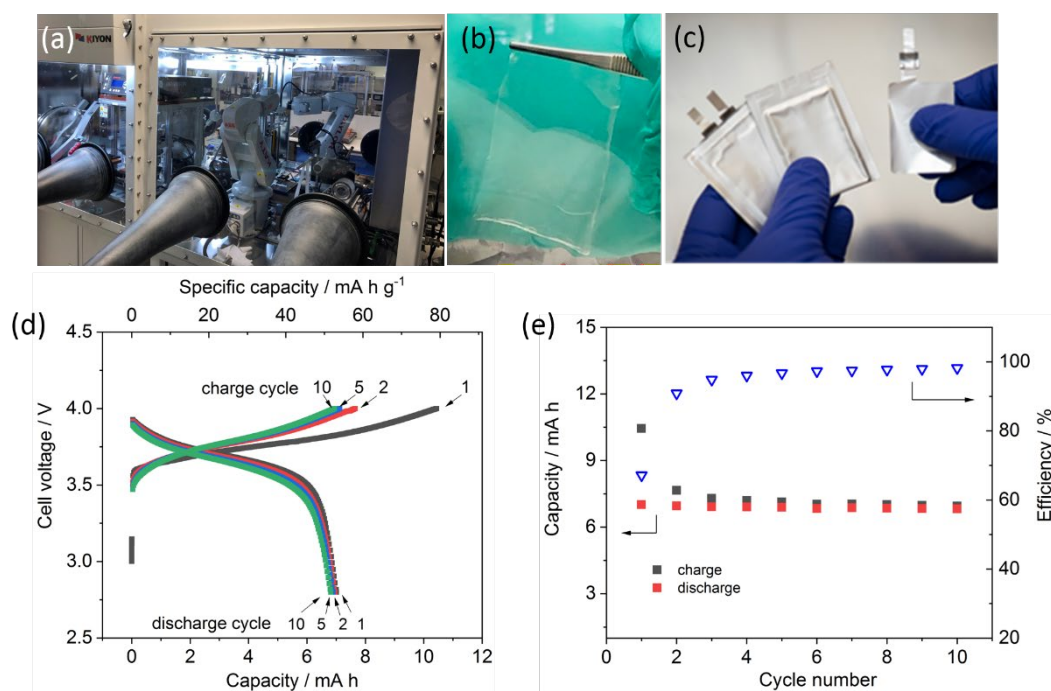 (a)
KIYON
(b)
(c)
(d)
Specific capacity / mA h g⁻¹
0 20 40 60 80
4.5
4.0
3.5
3.0
2.5
Cell voltage / V
charge cycle
10 5 2 1
discharge cycle
10 5 2 1
0 2 4 6 8 10 12
Capacity / mA h
(e)
15
12
9
6
3
Capacity / mA h
100
80
60
40
20
Efficiency / %
charge
discharge
0 2 4 6 8 10
Cycle number